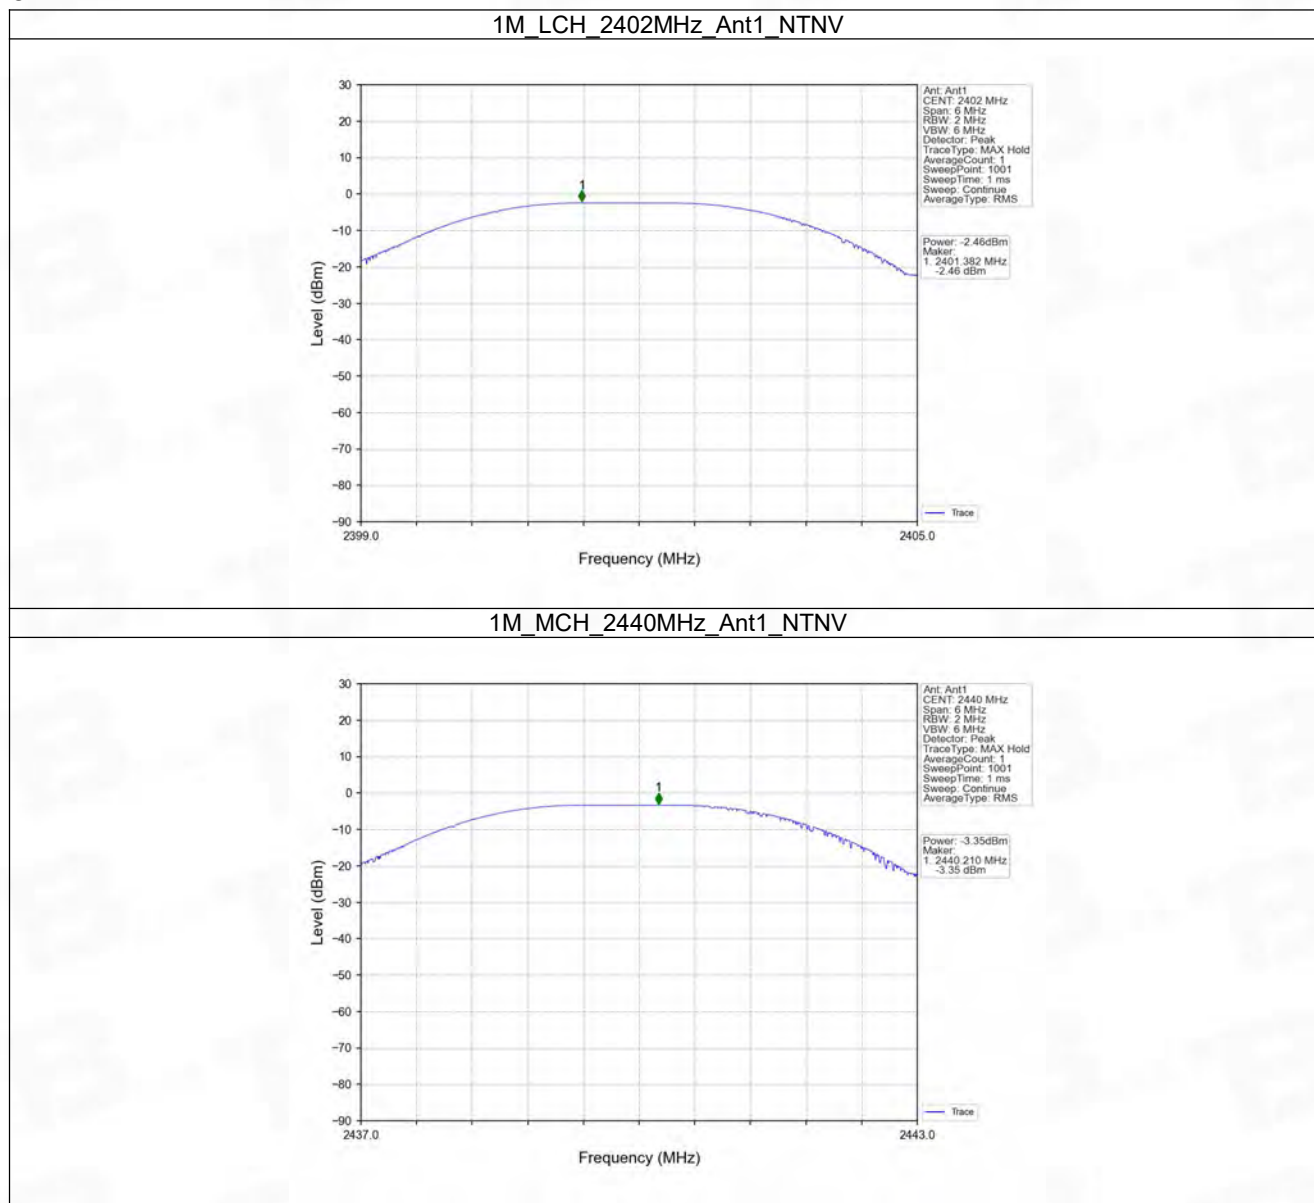 1M_LCH_2402MHz_Ant1_NTNV
30
20
10
0
−10
−20
−30
−40
−50
−60
−70
−80
−90
Level (dBm)
2399.0
2405.0
Frequency (MHz)
1
Ant: Ant1
CENT: 2402 MHz
Span: 6 MHz
RBW: 2 MHz
VBW: 6 MHz
Detector: Peak
TraceType: MAX Hold
AverageCount: 1
SweepPoint: 1001
SweepTime: 1 ms
Sweep: Continue
AverageType: RMS
Power: -2.46dBm
Maker:
1. 2401.382 MHz
-2.46 dBm
Trace
1M_MCH_2440MHz_Ant1_NTNV
30
20
10
0
−10
−20
−30
−40
−50
−60
−70
−80
−90
Level (dBm)
2437.0
2443.0
Frequency (MHz)
1
Ant: Ant1
CENT: 2440 MHz
Span: 6 MHz
RBW: 2 MHz
VBW: 6 MHz
Detector: Peak
TraceType: MAX Hold
AverageCount: 1
SweepPoint: 1001
SweepTime: 1 ms
Sweep: Continue
AverageType: RMS
Power: -3.35dBm
Maker:
1. 2440.210 MHz
-3.35 dBm
Trace